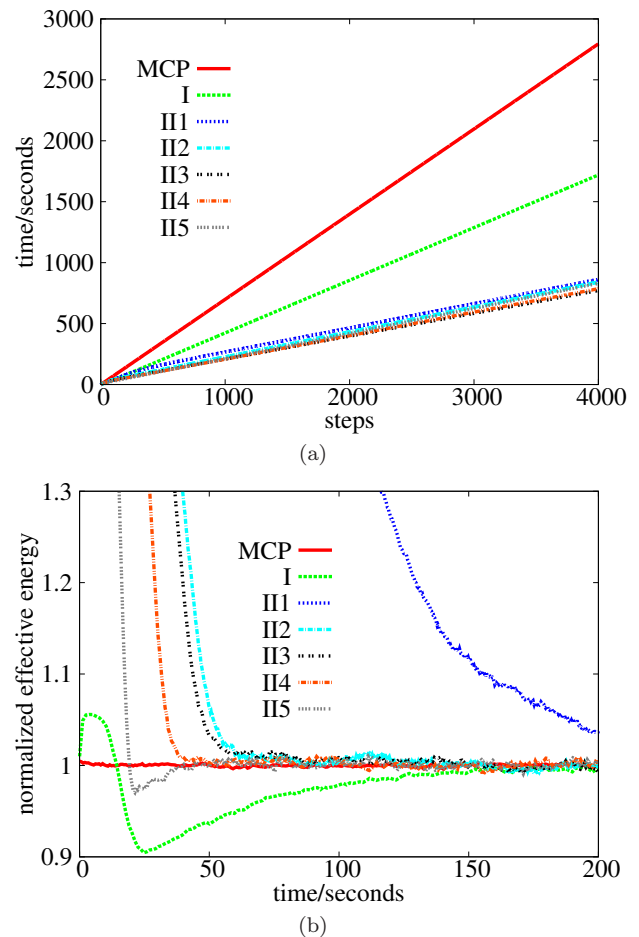 3000
2500
2000
1500
1000
500
0
time/seconds
MCP
I
II1
II2
II3
II4
II5
0 1000 2000 3000 4000
steps
(a)
1.3
1.2
1.1
1
0.9
normalized effective energy
MCP
I
II1
II2
II3
II4
II5
0 50 100 150 200
time/seconds
(b)